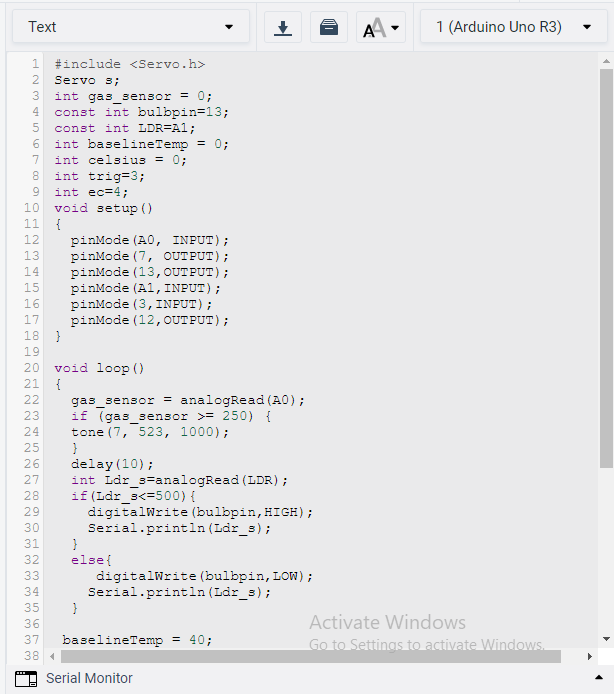 Text
1 (Arduino Uno R3)
1 #include <Servo.h>
2 Servo s;
3 int gas_sensor = 0;
4 const int bulbpin=13;
5 const int LDR=A1;
6 int baselineTemp = 0;
7 int celsius = 0;
8 int trig=3;
9 int ec=4;
10 void setup()
11 {
12   pinMode(A0, INPUT);
13   pinMode(7, OUTPUT);
14   pinMode(13,OUTPUT);
15   pinMode(A1,INPUT);
16   pinMode(3,INPUT);
17   pinMode(12,OUTPUT);
18 }
19
20 void loop()
21 {
22   gas_sensor = analogRead(A0);
23   if (gas_sensor >= 250) {
24   tone(7, 523, 1000);
25   }
26   delay(10);
27   int Ldr_s=analogRead(LDR);
28   if(Ldr_s<=500){
29     digitalWrite(bulbpin,HIGH);
30     Serial.println(Ldr_s);
31   }
32   else{
33      digitalWrite(bulbpin,LOW);
34     Serial.println(Ldr_s);
35   }
36
37  baselineTemp = 40;
38
Activate Windows
Go to Settings to activate Windows.
Serial Monitor